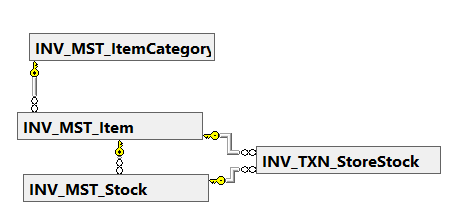 INV_MST_ItemCategory
INV_MST_Item
INV_TXN_StoreStock
INV_MST_Stock